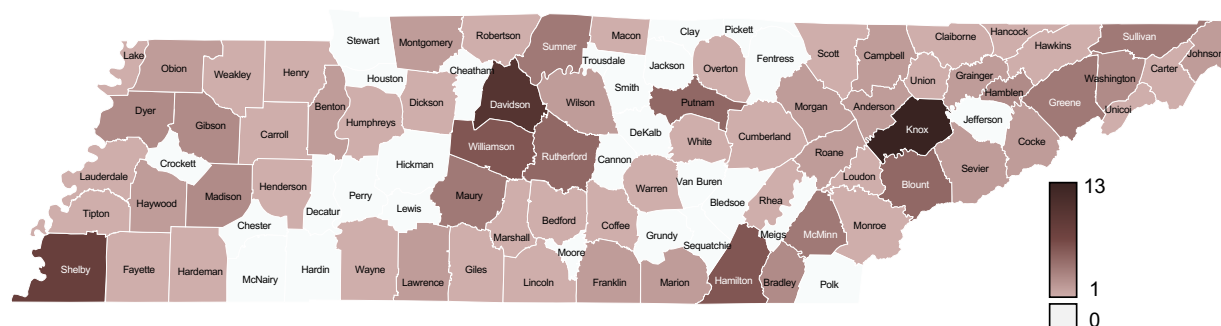 Stewart
Montgomery
Robertson
Sumner
Macon
Trousdale
Clay
Pickett
Fentress
Scott
Campbell
Claiborne
Hancock
Hawkins
Sullivan
Johnson
Lake
Obion
Weakley
Henry
Houston
Cheatham
Smith
Jackson
Overton
Union
Grainger
Hamblen
Washington
Carter
Unicoi
Dyer
Gibson
Carroll
Benton
Humphreys
Dickson
Davidson
Wilson
Putnam
Morgan
Anderson
Knox
Jefferson
Greene
Cocke
Crockett
Hickman
Williamson
Rutherford
DeKalb
Cannon
White
Cumberland
Roane
Loudon
Blount
Sevier
Lauderdale
Tipton
Haywood
Madison
Henderson
Decatur
Perry
Lewis
Maury
Marshall
Bedford
Coffee
Warren
Van Buren
Bledsoe
Rhea
Meigs
McMinn
Monroe
Chester
Moore
Grundy
Sequatchie
Shelby
Fayette
Hardeman
McNairy
Hardin
Wayne
Lawrence
Giles
Lincoln
Franklin
Marion
Hamilton
Bradley
Polk
13
1
0